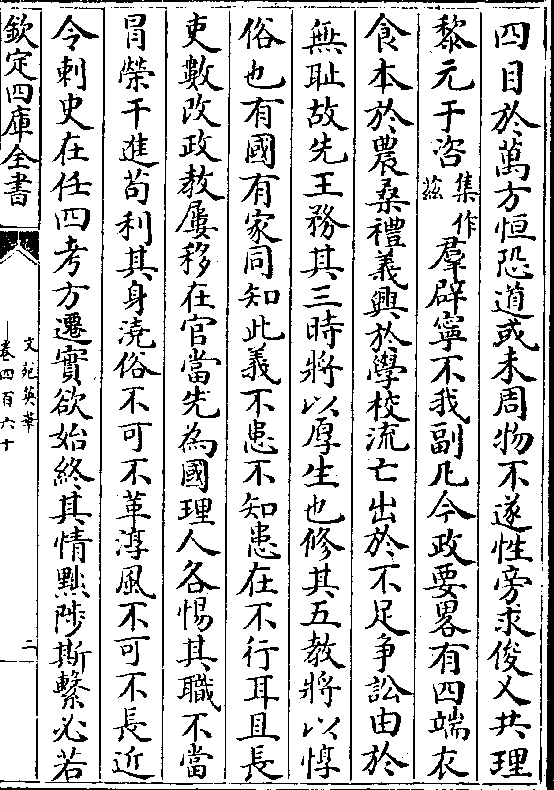 四目於萬方恒恐道或未周物不遂性旁求俊乂共理
黎元于咨集作兹羣辟寧不我副凡今政要畧有四端衣
食本於農桑禮義興於學校流亡出於不足争訟由於
無恥故先王務其三時將以厚生也修其五教將以惇
俗也有國有家同知此義不患不知患在不行耳且長
吏數改政教屢移在官當先為國理人各惕其職不當
冐榮干進苟利其身澆俗不可不革淳風不可不長近
令刺史在任四考方遷實欲始終其情黜陟斯繫必若
欽定四庫全書
文苑英華
卷四百六十
二